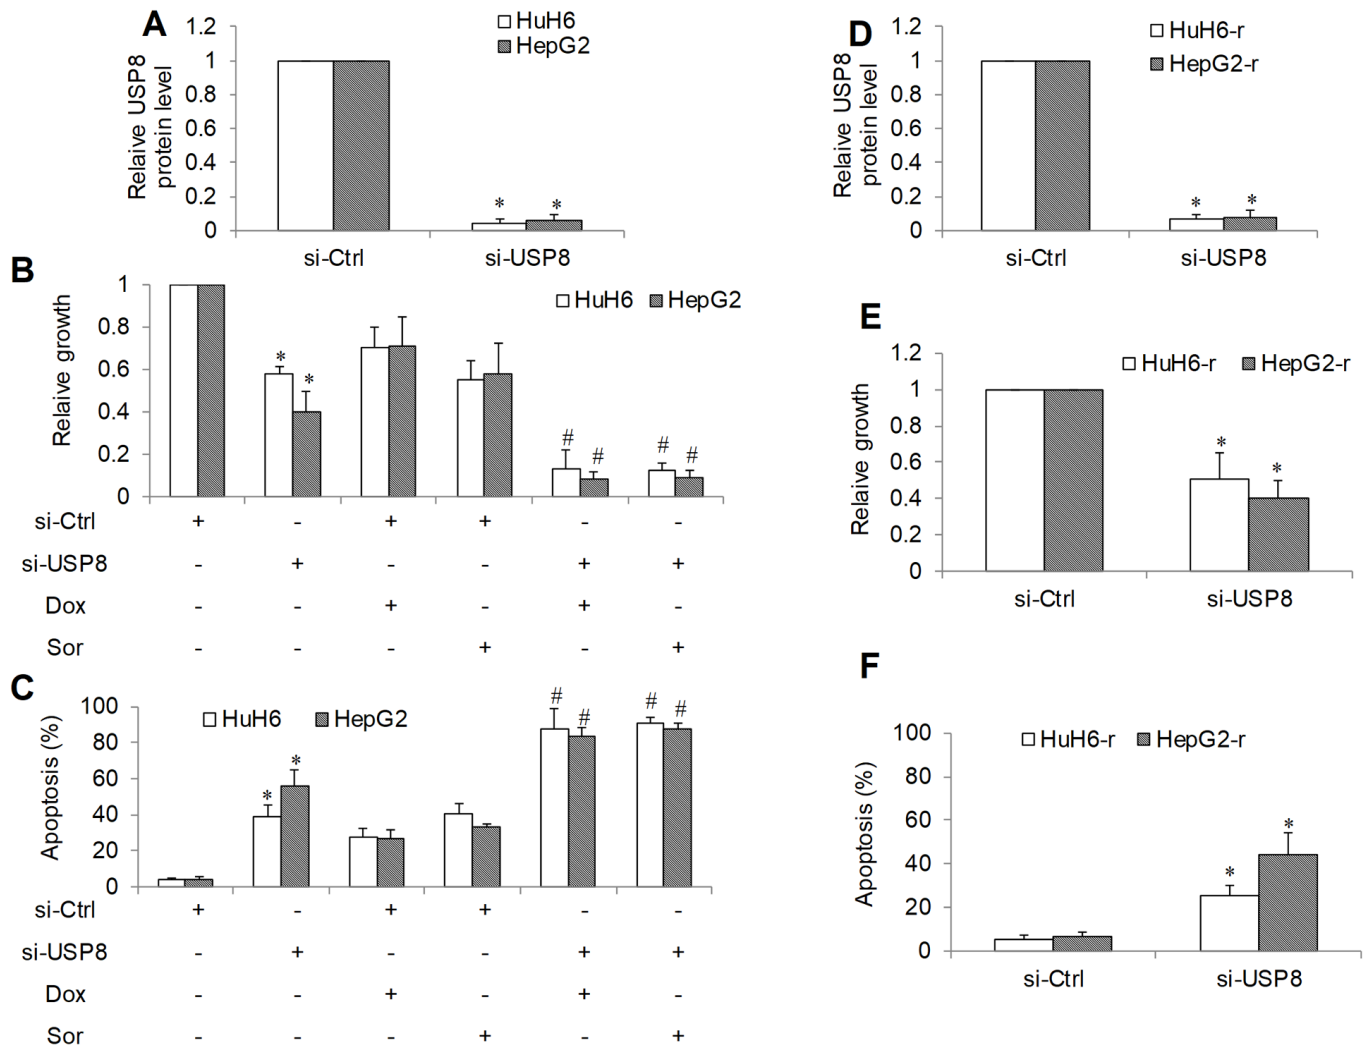 A
Relaive USP8
protein level
1.2
1
0.8
0.6
0.4
0.2
0
HuH6
HepG2
* *
si-Ctrl si-USP8
D
Relaive USP8
protein level
1.2
1
0.8
0.6
0.4
0.2
0
HuH6-r
HepG2-r
* *
si-Ctrl si-USP8
B
Relaive growth
1
0.8
0.6
0.4
0.2
0
HuH6 HepG2
* * # # # #
si-Ctrl + - + + - -
si-USP8 - + - - + +
Dox - - + - + -
Sor - - - + - +
E
Relaive growth
1.2
1
0.8
0.6
0.4
0.2
0
HuH6-r HepG2-r
* *
si-Ctrl si-USP8
C
Apoptosis (%)
100
80
60
40
20
0
HuH6 HepG2
* * # # # #
si-Ctrl + - + + - -
si-USP8 - + - - + +
Dox - - + - + -
Sor - - - + - +
F
Apoptosis (%)
100
80
60
40
20
0
HuH6-r HepG2-r
* *
si-Ctrl si-USP8